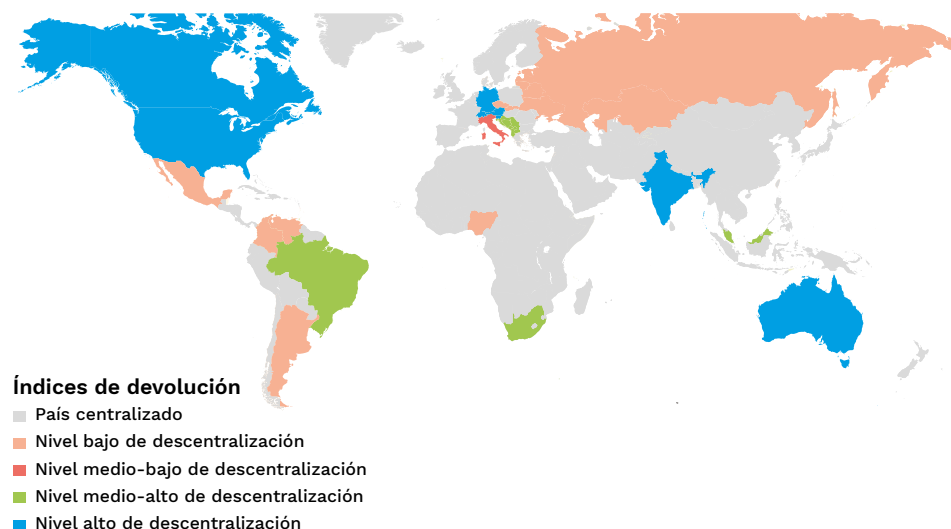 Índices de devolución
País centralizado
Nivel bajo de descentralización
Nivel medio-bajo de descentralización
Nivel medio-alto de descentralización
Nivel alto de descentralización